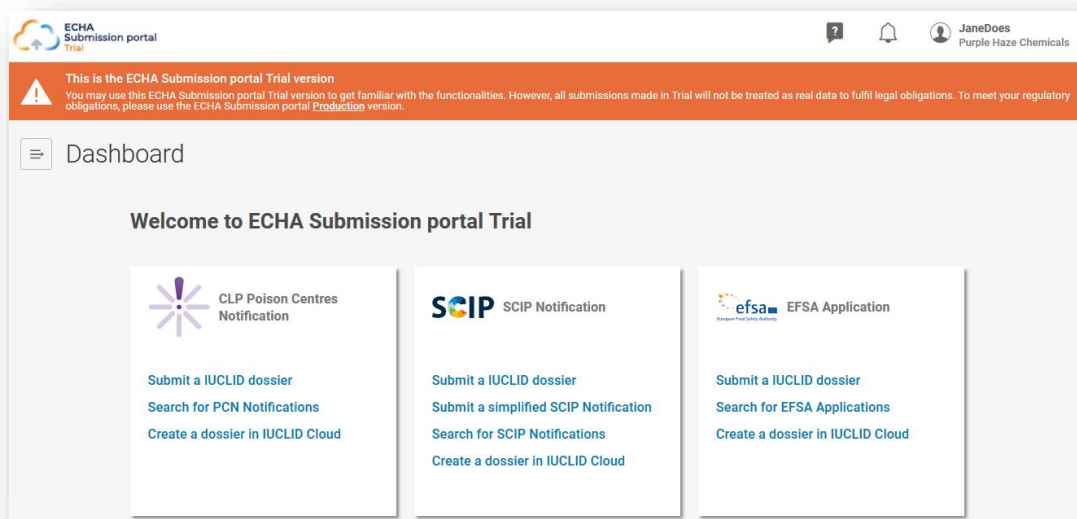 ECHA
Submission portal
Trial
?
JaneDoes
Purple Haze Chemicals
This is the ECHA Submission portal Trial version
You may use this ECHA Submission portal Trial version to get familiar with the functionalities. However, all submissions made in Trial will not be treated as real data to fulfil legal obligations. To meet your regulatory
obligations, please use the ECHA Submission portal Production version.
Dashboard
Welcome to ECHA Submission portal Trial
CLP Poison Centres
Notification
Submit a IUCLID dossier
Search for PCN Notifications
Create a dossier in IUCLID Cloud
SCIP SCIP Notification
Submit a IUCLID dossier
Submit a simplified SCIP Notification
Search for SCIP Notifications
Create a dossier in IUCLID Cloud
efsa EFSA Application
European Food Safety Authority
Submit a IUCLID dossier
Search for EFSA Applications
Create a dossier in IUCLID Cloud